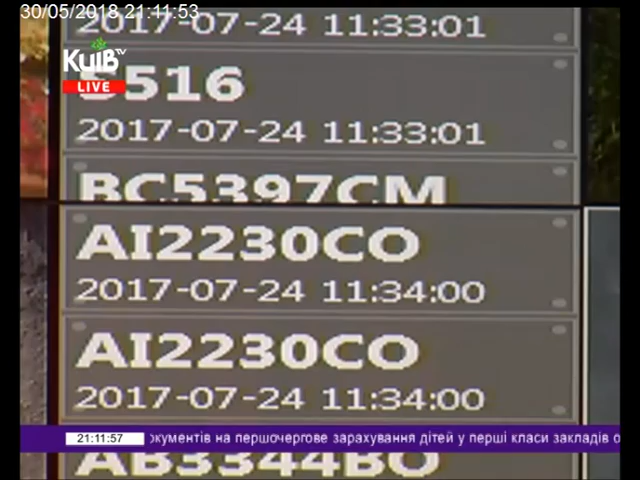 30/05/2018 21:11:53
2017-07-24 11:33:01
КиїВ TV
LIVE
S516
2017-07-24 11:33:01
BC5397CM
AI2230CO
2017-07-24 11:34:00
AI2230CO
2017-07-24 11:34:00
21:11:57 окументів на першочергове зарахування дітей у перші класи закладів о
AB3344BO